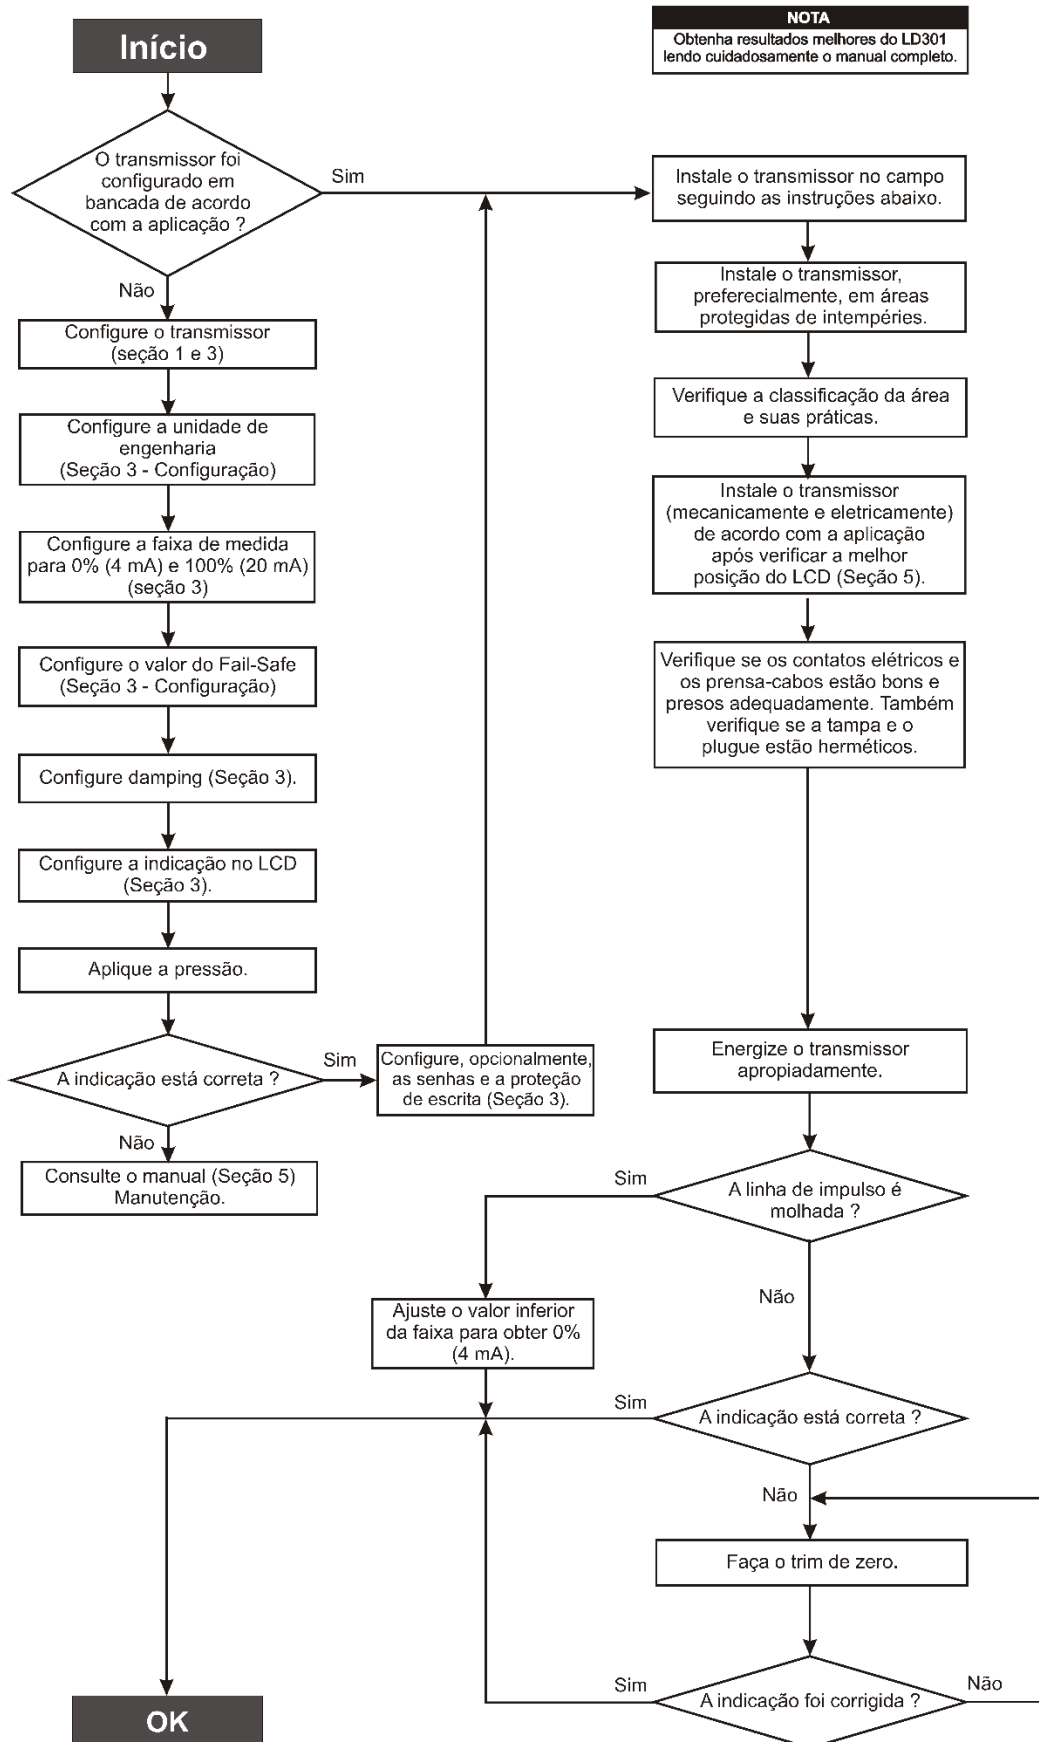 Início
NOTA
Obtenha resultados melhores do LD301
lendo cuidadosamente o manual completo.
O transmissor foi
configurado em
bancada de acordo
com a aplicação ?
Sim
Não
Configure o transmissor
(seção 1 e 3)
Configure a unidade de
engenharia
(Seção 3 - Configuração)
Configure a faixa de medida
para 0% (4 mA) e 100% (20 mA)
(seção 3)
Configure o valor do Fail-Safe
(Seção 3 - Configuração)
Configure damping (Seção 3).
Configure a indicação no LCD
(Seção 3).
Aplique a pressão.
A indicação está correta ?
Sim
Não
Configure, opcionalmente,
as senhas e a proteção
de escrita (Seção 3).
Consulte o manual (Seção 5)
Manutenção.
Instale o transmissor no campo
seguindo as instruções abaixo.
Instale o transmissor,
preferecialmente, em áreas
protegidas de intempéries.
Verifique a classificação da área
e suas práticas.
Instale o transmissor
(mecanicamente e eletricamente)
de acordo com a aplicação
após verificar a melhor
posição do LCD (Seção 5).
Verifique se os contatos elétricos e
os prensa-cabos estão bons e
presos adequadamente. Também
verifique se a tampa e o
plugue estão herméticos.
Energize o transmissor
apropiadamente.
A linha de impulso é
molhada ?
Sim
Não
Ajuste o valor inferior
da faixa para obter 0%
(4 mA).
A indicação está correta ?
Sim
Não
Faça o trim de zero.
A indicação foi corrigida ?
Sim
Não
OK